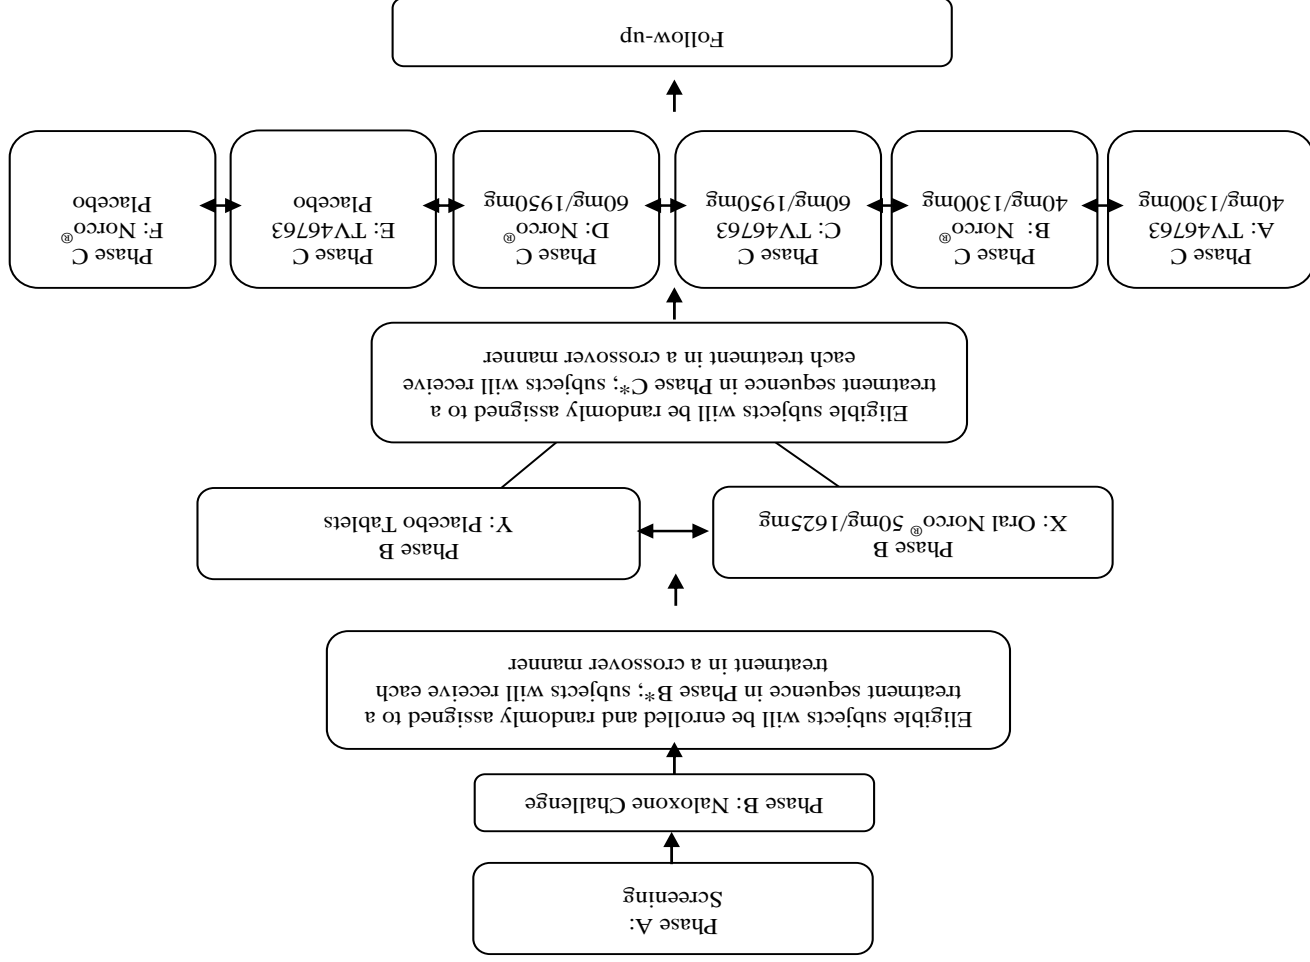 Phase A:
Screening
Phase B: Naloxone Challenge
Eligible subjects will be enrolled and randomly assigned to a
treatment sequence in Phase B*; subjects will receive each
treatment in a crossover manner
Phase B
X: Oral Norco® 50mg/1625mg
Phase B
Y: Placebo Tablets
Eligible subjects will be randomly assigned to a
treatment sequence in Phase C*; subjects will receive
each treatment in a crossover manner
Phase C
A: TV46763
40mg/1300mg
Phase C
B: Norco®
40mg/1300mg
Phase C
C: TV46763
60mg/1950mg
Phase C
D: Norco®
60mg/1950mg
Phase C
E: TV46763
Placebo
Phase C
F: Norco®
Placebo
Follow-up